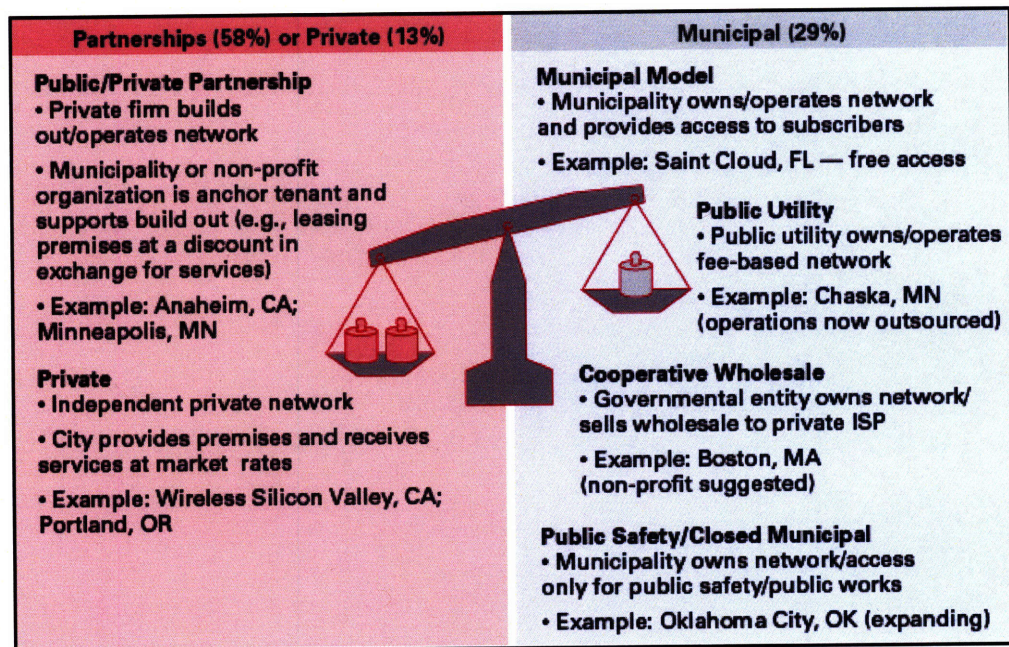 Partnerships (58%) or Private (13%)
Public/Private Partnership
• Private firm builds
out/operates network
• Municipality or non-profit
organization is anchor tenant and
supports build out (e.g., leasing
premises at a discount in
exchange for services)
• Example: Anaheim, CA;
Minneapolis, MN
Private
• Independent private network
• City provides premises and receives
services at market rates
• Example: Wireless Silicon Valley, CA;
Portland, OR
Municipal (29%)
Municipal Model
• Municipality owns/operates network
and provides access to subscribers
• Example: Saint Cloud, FL — free access
Public Utility
• Public utility owns/operates
fee-based network
• Example: Chaska, MN
(operations now outsourced)
Cooperative Wholesale
• Governmental entity owns network/
sells wholesale to private ISP
• Example: Boston, MA
(non-profit suggested)
Public Safety/Closed Municipal
• Municipality owns network/access
only for public safety/public works
• Example: Oklahoma City, OK (expanding)